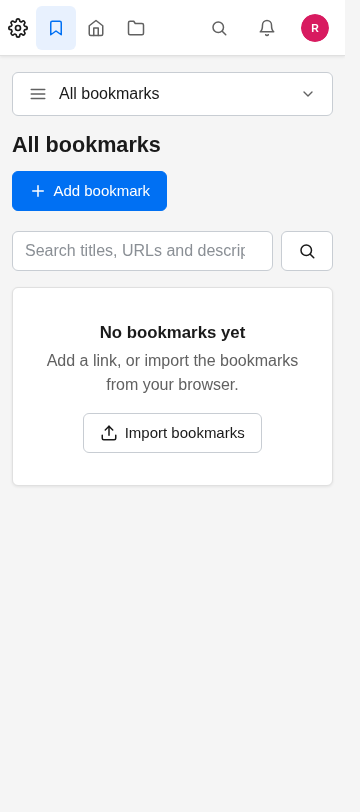 R
All bookmarks
All bookmarks
Add bookmark
Search titles, URLs and descrip
No bookmarks yet
Add a link, or import the bookmarks
from your browser.
Import bookmarks